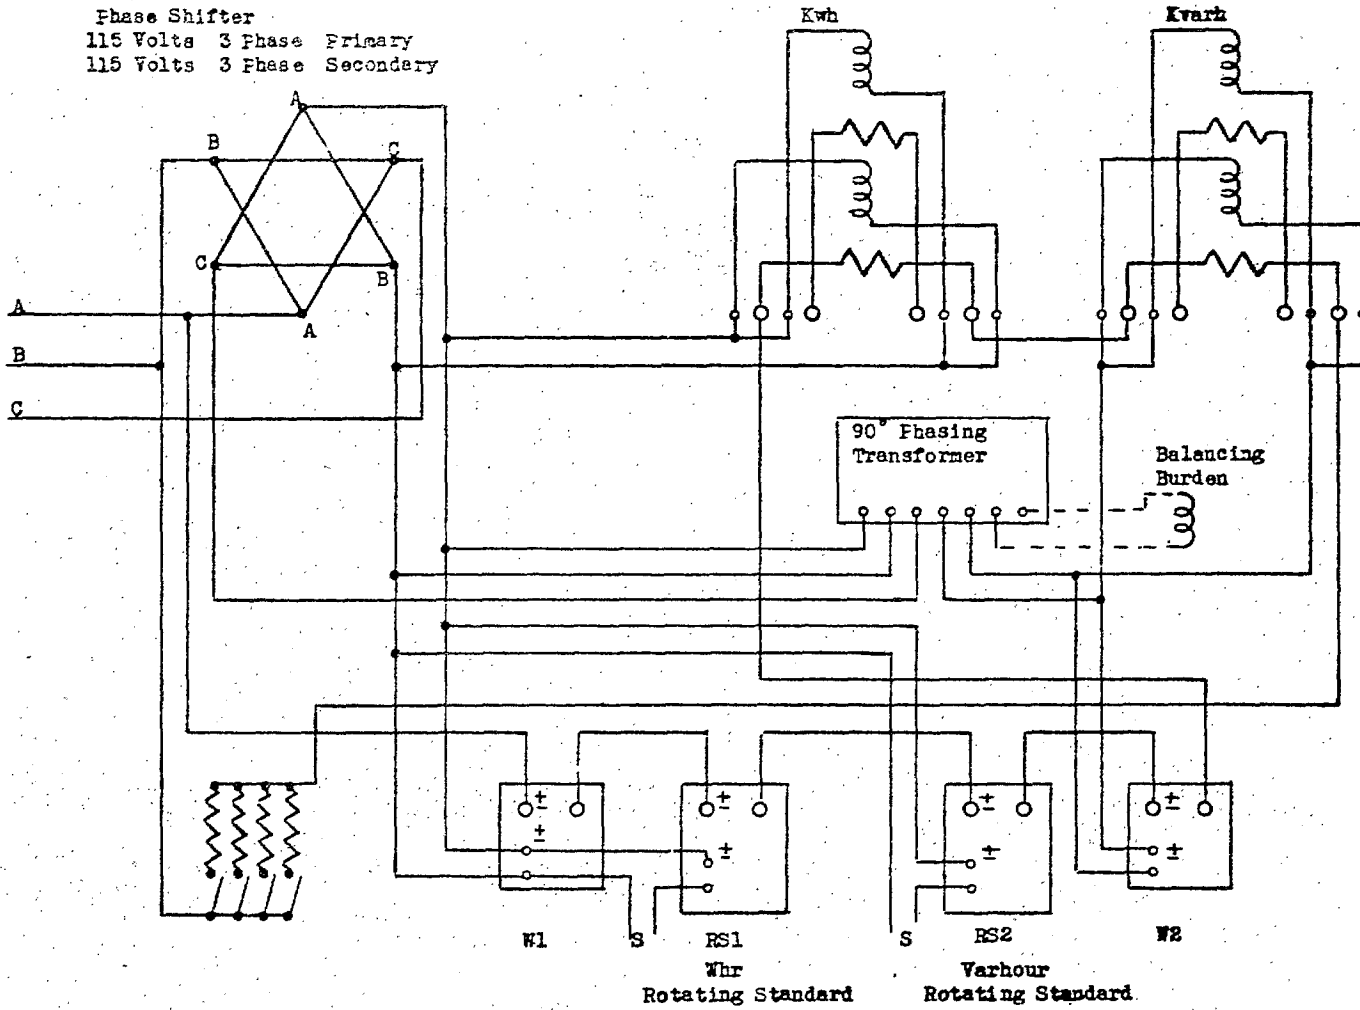 Phase Shifter
115 Volts 3 Phase Primary
115 Volts 3 Phase Secondary
Kwh
Kvarh
A
B
C
C
B
A
A
B
C
90° Phasing
Transformer
Balancing
Burden
±
±
±
±
±
±
±
±
W1
S
RS1
S
RS2
W2
Whr
Rotating Standard
Varhour
Rotating Standard